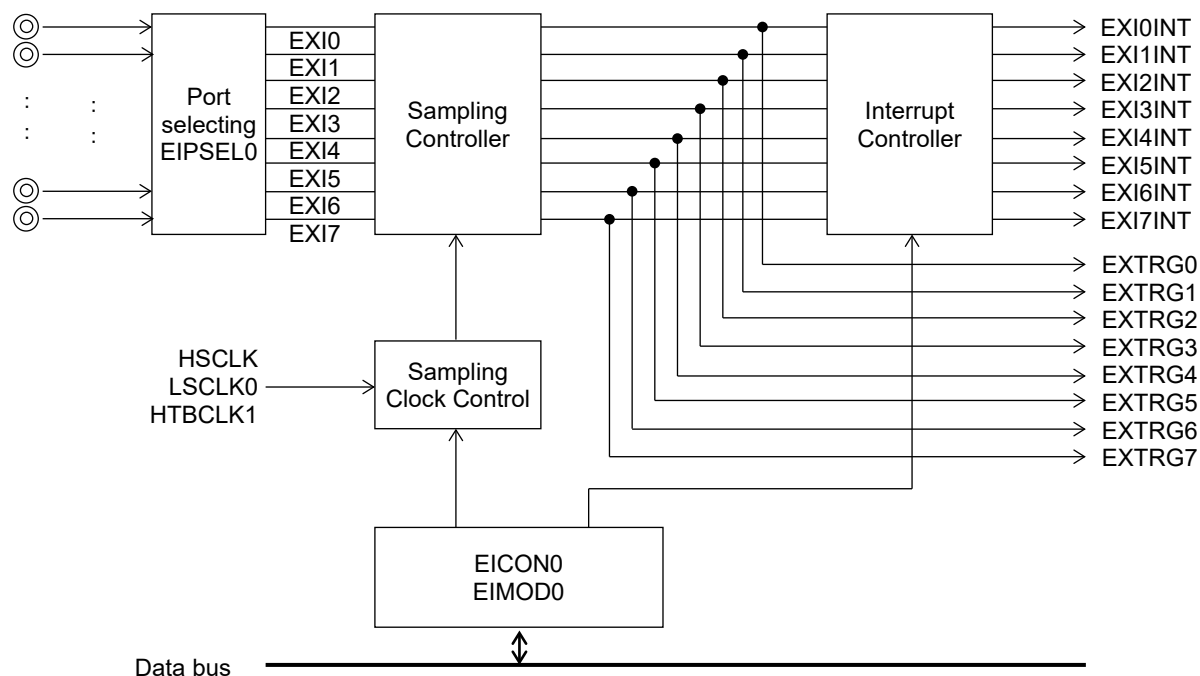 EXI0
EXI1
EXI2
EXI3
EXI4
EXI5
EXI6
EXI7
Port
selecting
EIPSEL0
Sampling
Controller
Interrupt
Controller
EXI0INT
EXI1INT
EXI2INT
EXI3INT
EXI4INT
EXI5INT
EXI6INT
EXI7INT
EXTRG0
EXTRG1
EXTRG2
EXTRG3
EXTRG4
EXTRG5
EXTRG6
EXTRG7
HSCLK
LSCLK0
HTBCLK1
Sampling
Clock Control
EICON0
EIMOD0
Data bus